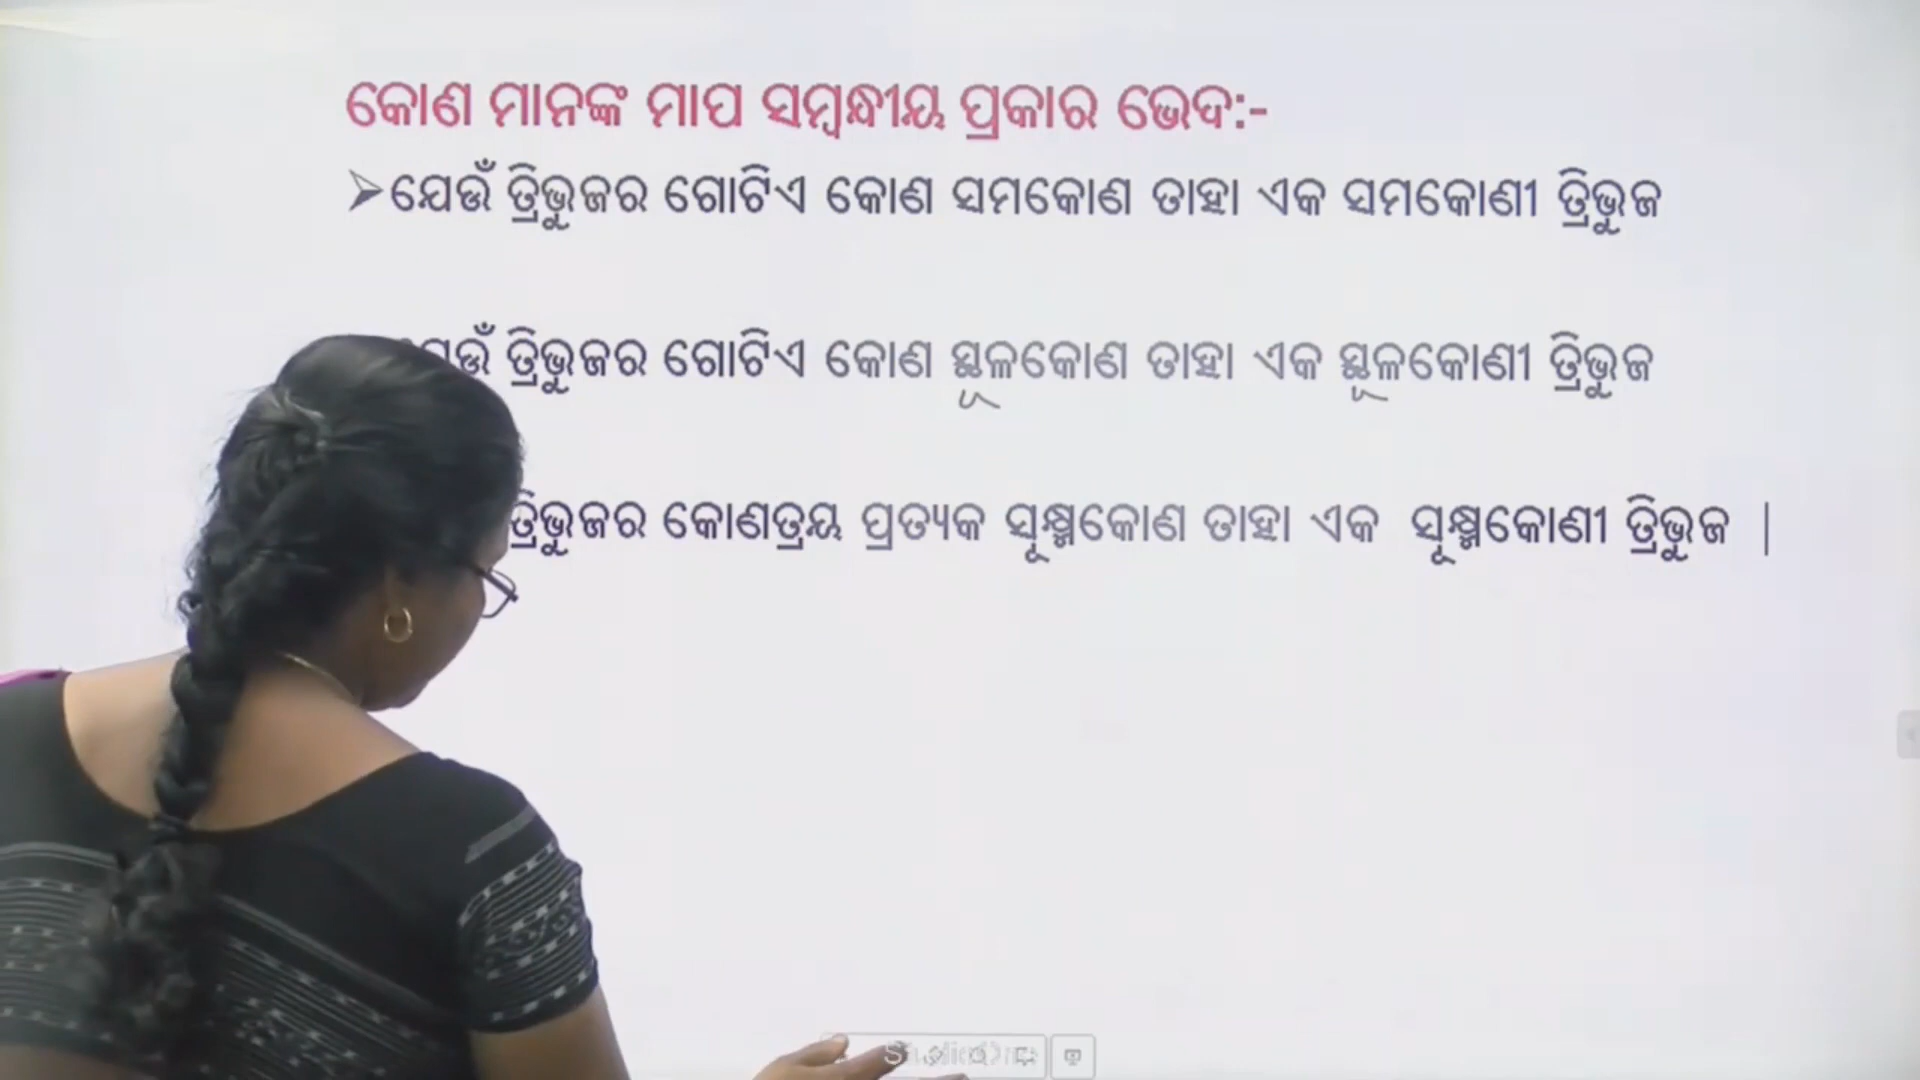 କୋଣ ମାନଙ୍କ ମାପ ସମ୍ବନ୍ଧୀୟ ପ୍ରକାର ଭେଦ:-
➢ଯେଉଁ ତ୍ରିଭୁଜର ଗୋଟିଏ କୋଣ ସମକୋଣ ତାହା ଏକ ସମକୋଣୀ ତ୍ରିଭୁଜ
ତ୍ରିଭୁଜର ଗୋଟିଏ କୋଣ ସ୍ଥୂଳକୋଣ ତାହା ଏକ ସ୍ଥୂଳକୋଣୀ ତ୍ରିଭୁଜ
ତ୍ରିଭୁଜର କୋଣତ୍ରୟ ପ୍ରତ୍ୟକ ସୂକ୍ଷ୍ମକୋଣ ତାହା ଏକ ସୂକ୍ଷ୍ମକୋଣୀ ତ୍ରିଭୁଜ |